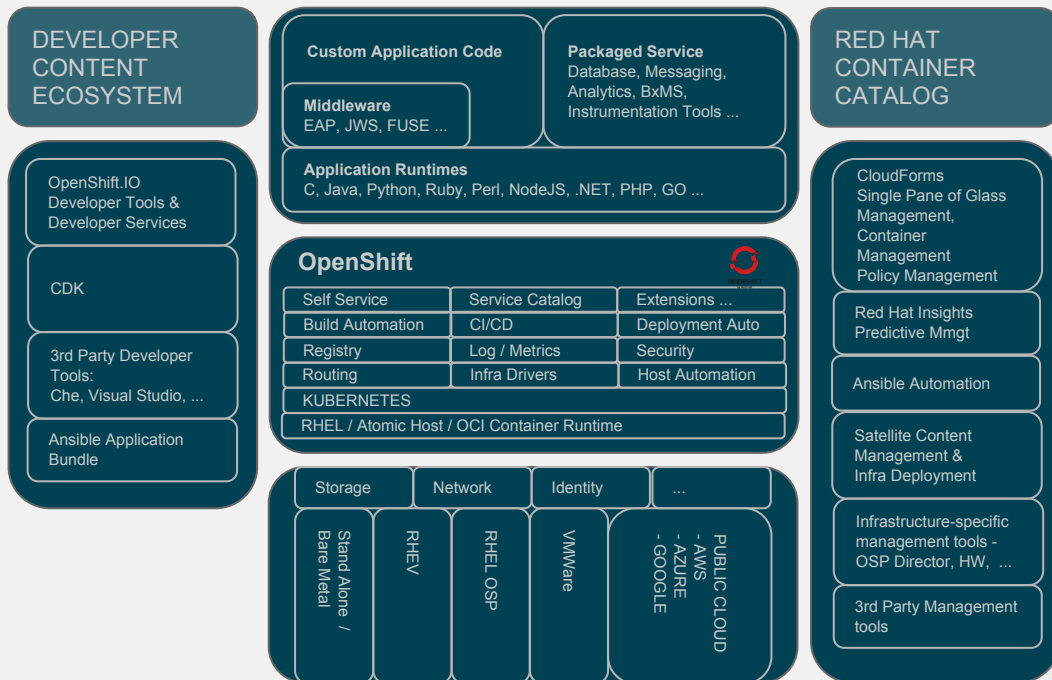 DEVELOPER
CONTENT
ECOSYSTEM
OpenShift.IO
Developer Tools &
Developer Services
CDK
3rd Party Developer
Tools:
Che, Visual Studio, ...
Ansible Application
Bundle
Custom Application Code
Middleware
EAP, JWS, FUSE ...
Packaged Service
Database, Messaging,
Analytics, BxMS,
Instrumentation Tools ...
Application Runtimes
C, Java, Python, Ruby, Perl, NodeJS, .NET, PHP, GO ...
OpenShift
Self Service
Service Catalog
Extensions ...
Build Automation
CI/CD
Deployment Auto
Registry
Log / Metrics
Security
Routing
Infra Drivers
Host Automation
KUBERNETES
RHEL / Atomic Host / OCI Container Runtime
Storage
Network
Identity
...
Stand Alone /
Bare Metal
RHEV
RHEL OSP
VMWare
PUBLIC CLOUD
- AWS
- AZURE
- GOOGLE
RED HAT
CONTAINER
CATALOG
CloudForms
Single Pane of Glass
Management,
Container
Management
Policy Management
Red Hat Insights
Predictive Mmgt
Ansible Automation
Satellite Content
Management &
Infra Deployment
Infrastructure-specific
management tools -
OSP Director, HW, ...
3rd Party Management
tools